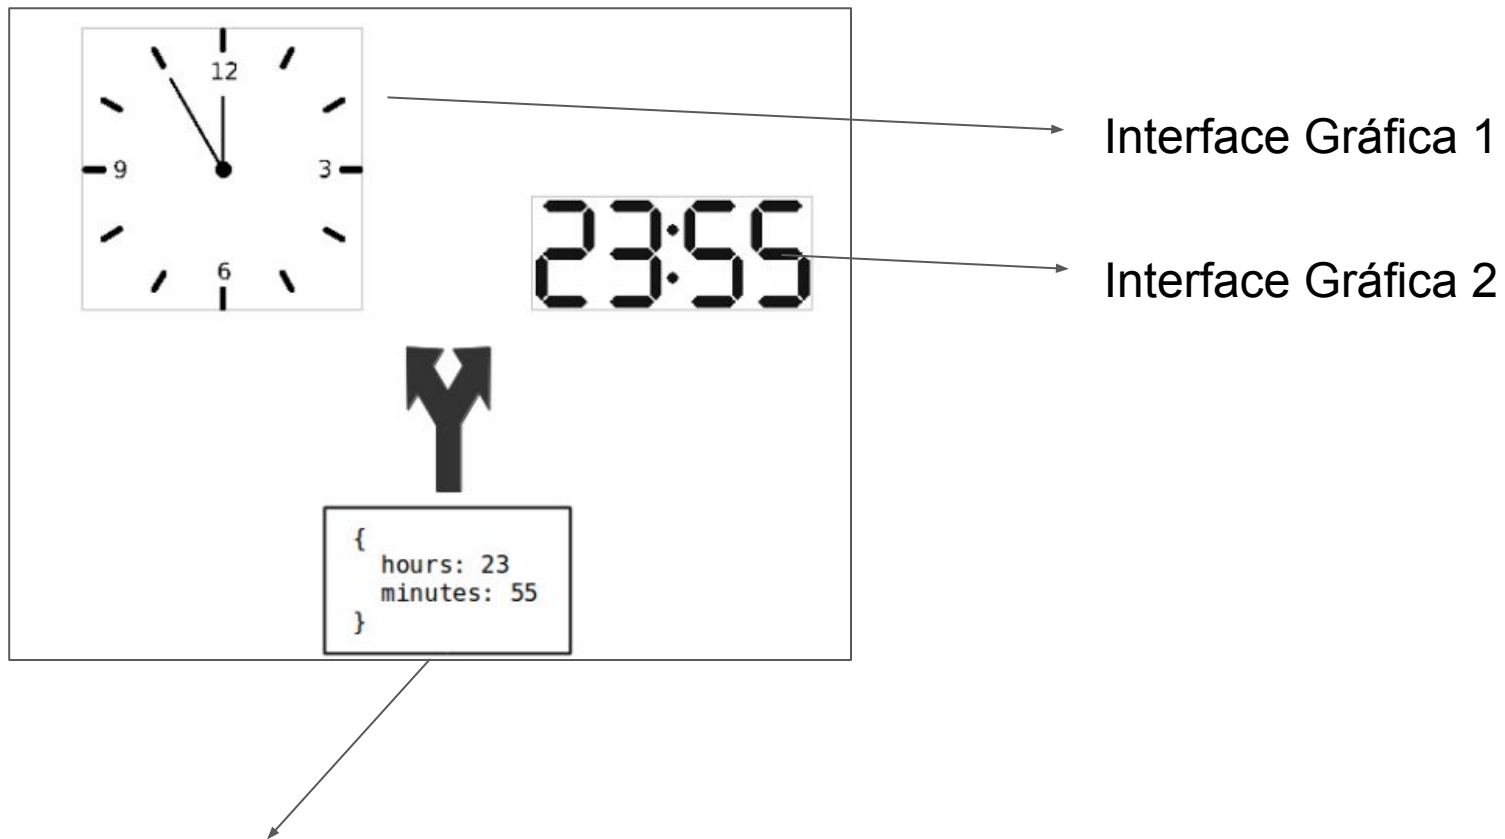 12
9
3
6
Interface Gráfica 1
23:55
Interface Gráfica 2
{
hours: 23
minutes: 55
}